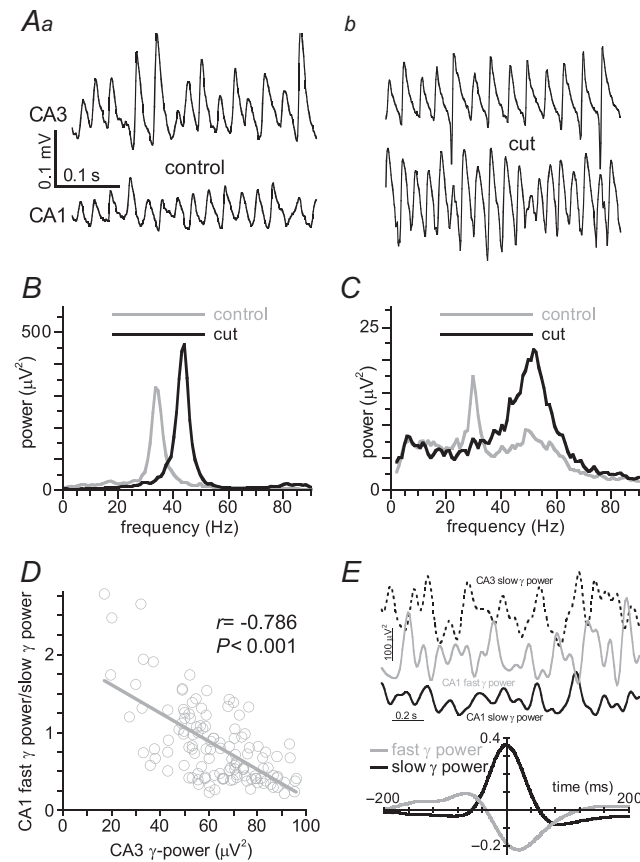 Aa
b
CA3
0.1 mV
0.1 s
control
cut
CA1
B
C
control
cut
500
power (μV²)
0
0 20 40 60 80
frequency (Hz)
control
cut
25
power (μV²)
0
0 20 40 60 80
frequency (Hz)
D
E
r= -0.786
P< 0.001
2
1
0
CA1 fast γ power/slow γ power
0 20 40 60 80 100
CA3 γ-power (μV²)
CA3 slow γ power
100 μV²
CA1 fast γ power
0.2 s
CA1 slow γ power
0.4
fast γ power
slow γ power
time (ms)
−200
200
−0.2